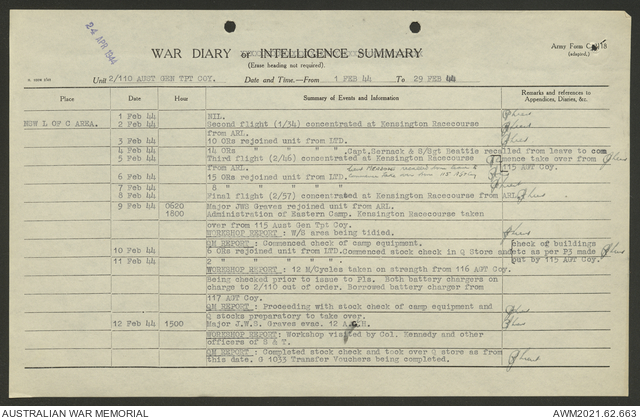 24 APR 1944
WAR DIARY or INTELLIGENCE SUMMARY
(Erase heading not required).
Army Form C. 2118
(adapted.)
Unit 2/110 AUST GEN TPT COY. Date and Time.—From 1 FEB 44 To 29 FEB 44
Place Date Hour Summary of Events and Information Remarks and references to
Appendices, Diaries, &c.
1 Feb 44 NIL.
NSW L OF C AREA. 2 Feb 44 Second flight (1/34) concentrated at Kensington Racecourse
from ARL.
3 Feb 44 10 ORs rejoined unit from LTD.
4 Feb 44 14 ORs " " " " Capt. Bernack & S/Sgt Beattie recalled from leave to com
5 Feb 44 Third flight (2/46) concentrated at Kensington Racecourse mence take over from
from ARL. 115 AGT Coy.
6 Feb 44 15 ORs rejoined unit from LTD.
7 Feb 44 8 " " " " "
8 Feb 44 Final flight (2/57) concentrated at Kensington Racecourse from ARL
9 Feb 44 0620 Major JWG Graves rejoined unit from ARL.
1800 Administration of Eastern Camp. Kensington Racecourse taken
over from 115 Aust Gen Tpt Coy.
WORKSHOP REPORT: W/S area being tidied.
QM REPORT : Commenced check of camp equipment. Check of buildings
10 Feb 44 6 ORs rejoined unit from LTD. Commenced stock check in Q Store and etc as per P3 made
11 Feb 44 2 " " " " " out by 115 AGT Coy.
WORKSHOP REPORT: 12 M/Cycles taken on strength from 116 AGT COY.
Being checked prior to issue to Pls. Both battery chargers on
charge to 2/110 out of order. Borrowed battery charger from
117 AGT Coy.
QM REPORT : Proceeding with stock check of camp equipment and
Q stocks preparatory to take over.
12 Feb 44 1500 Major J.W.G. Graves evac. 12 A.G.H.
WORKSHOP REPORT: Workshop visited by Col. Kennedy and other
officers of S & T.
QM REPORT : Completed stock check and took over Q store as from
this date. G 1033 Transfer Vouchers being completed.
AUSTRALIAN WAR MEMORIAL AWM2021.62.663